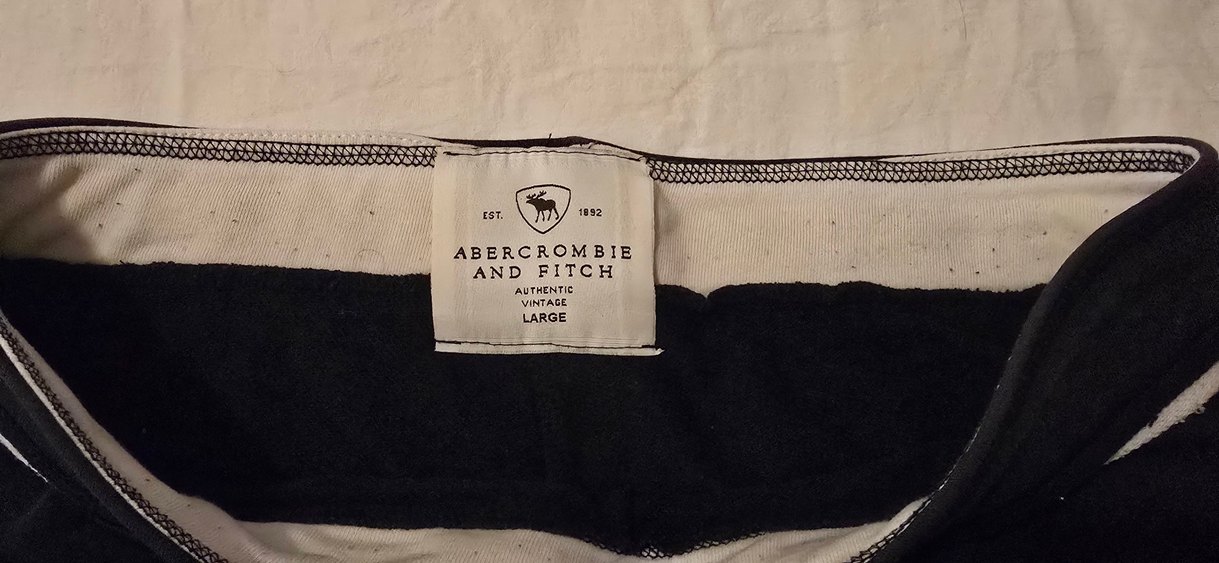 EST. 1892
ABERCROMBIE
AND FITCH
AUTHENTIC
VINTAGE
LARGE